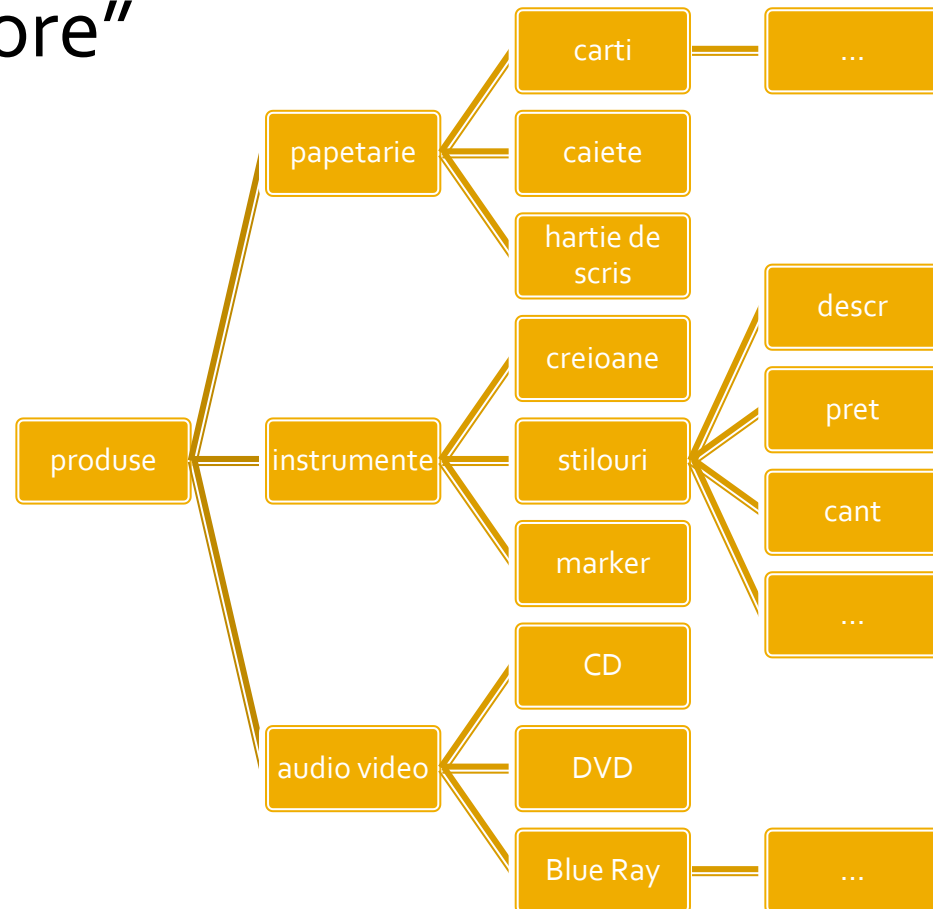 ore”
carti
...
papetarie
caiete
hartie de
scris
descr
creioane
pret
produse
instrumente
stilouri
cant
marker
...
CD
audio video
DVD
Blue Ray
...